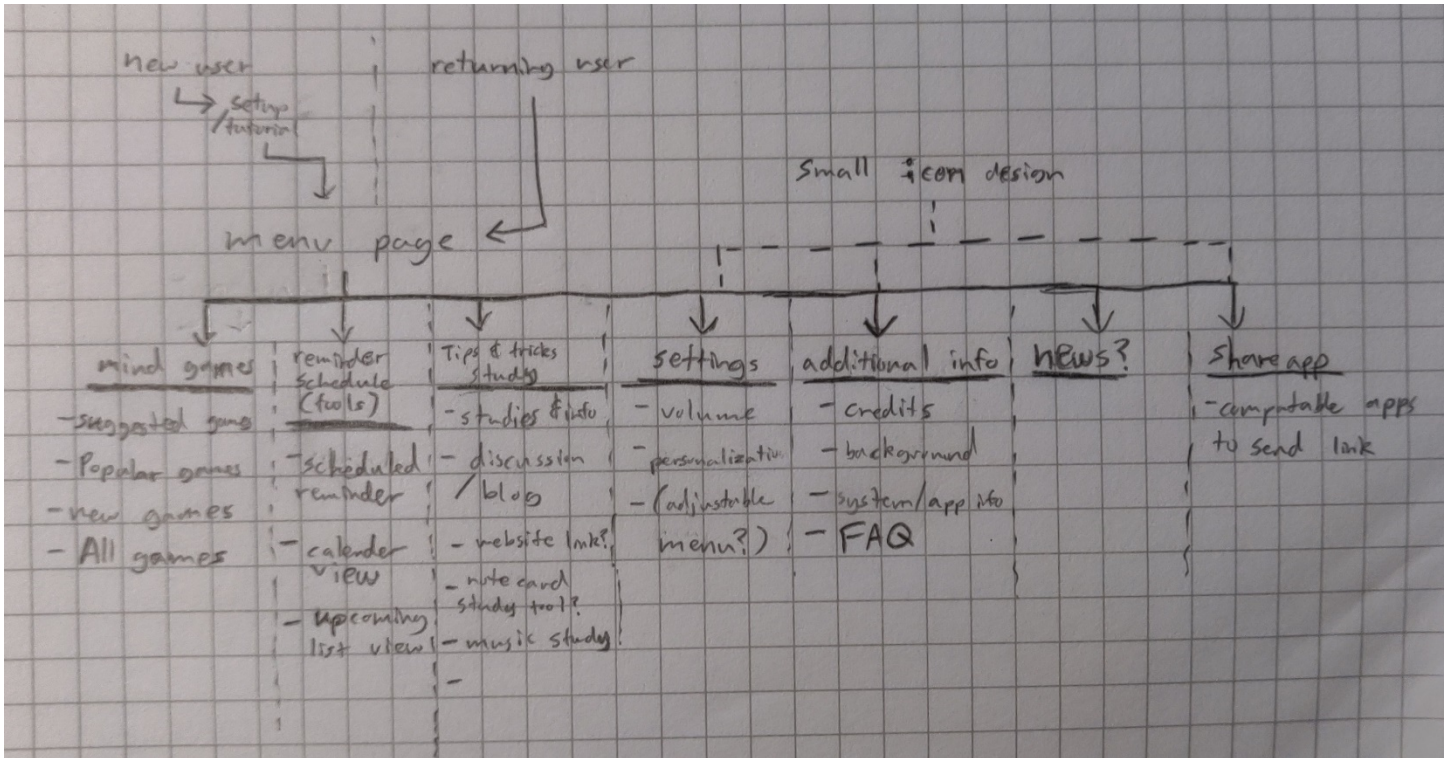 new user
returning user
setup
/tutorial
small icon design
menu page
mind games
-suggested games
-Popular games
-new games
- All games
reminder
schedule
(tools)
-scheduled
reminder
- calender
view
- upcoming
list view
Tips & tricks
study
-studies & info
- discussion
/blog
- website link?
- note card
study tool?
- music study?
-
settings
- volume
-personalization
-(adjustable
menu?)
additional info
- credits
-background
-system/app info
- FAQ
news?
share app
-computable apps
to send link